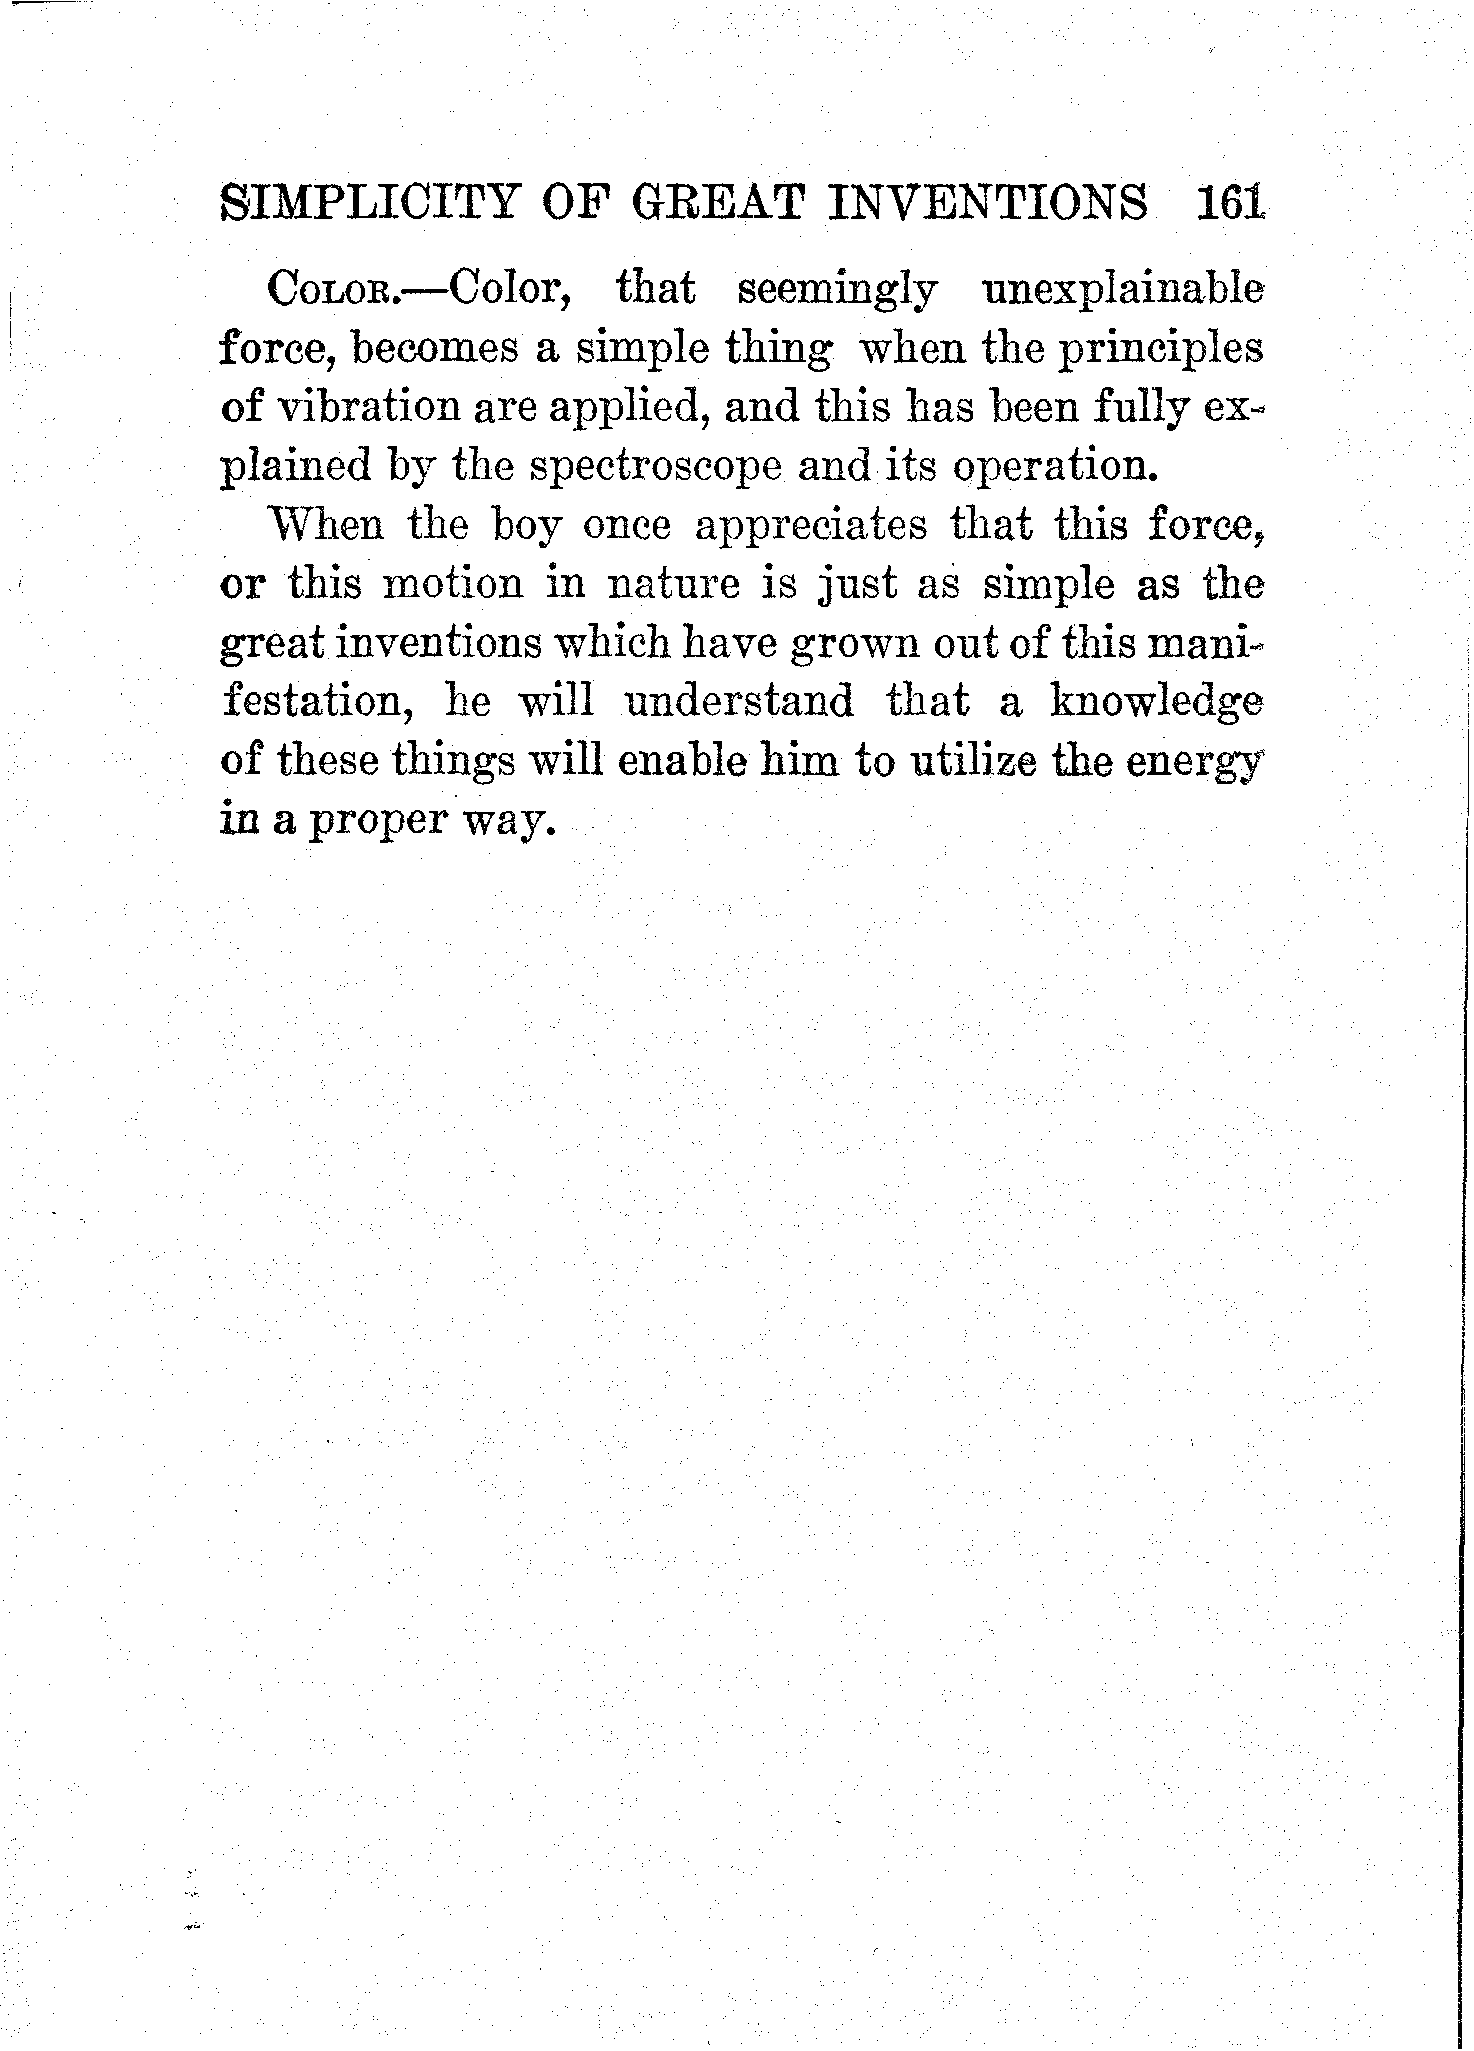 SIMPLICITY OF GREAT INVENTIONS 161
COLOR.—Color, that seemingly unexplainable
force, becomes a simple thing when the principles
of vibration are applied, and this has been fully ex-
plained by the spectroscope and its operation.
When the boy once appreciates that this force,
or this motion in nature is just as simple as the
great inventions which have grown out of this mani-
festation, he will understand that a knowledge
of these things will enable him to utilize the energy
in a proper way.